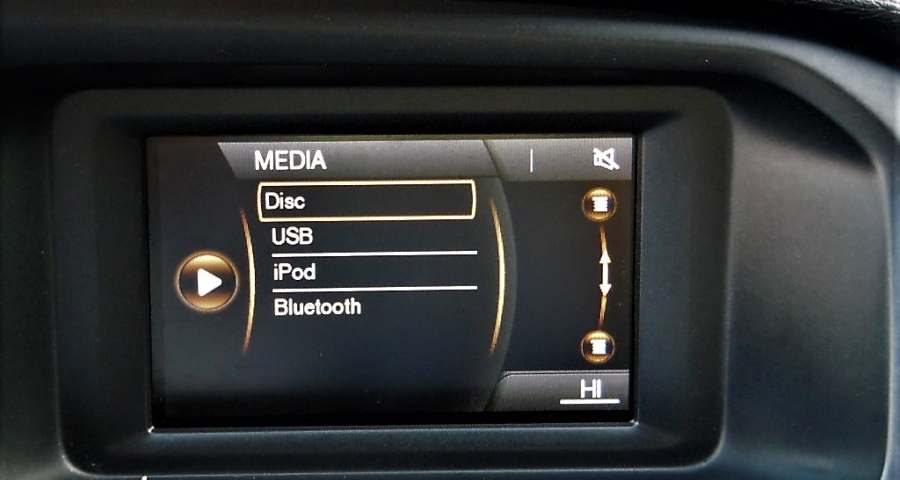 MEDIA
Disc
USB
iPod
Bluetooth
HI